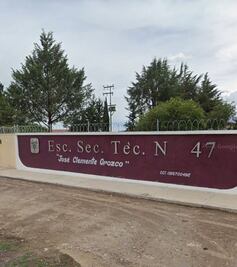 Esc. Sec. Téc. N 47
"José Clemente Orozco"